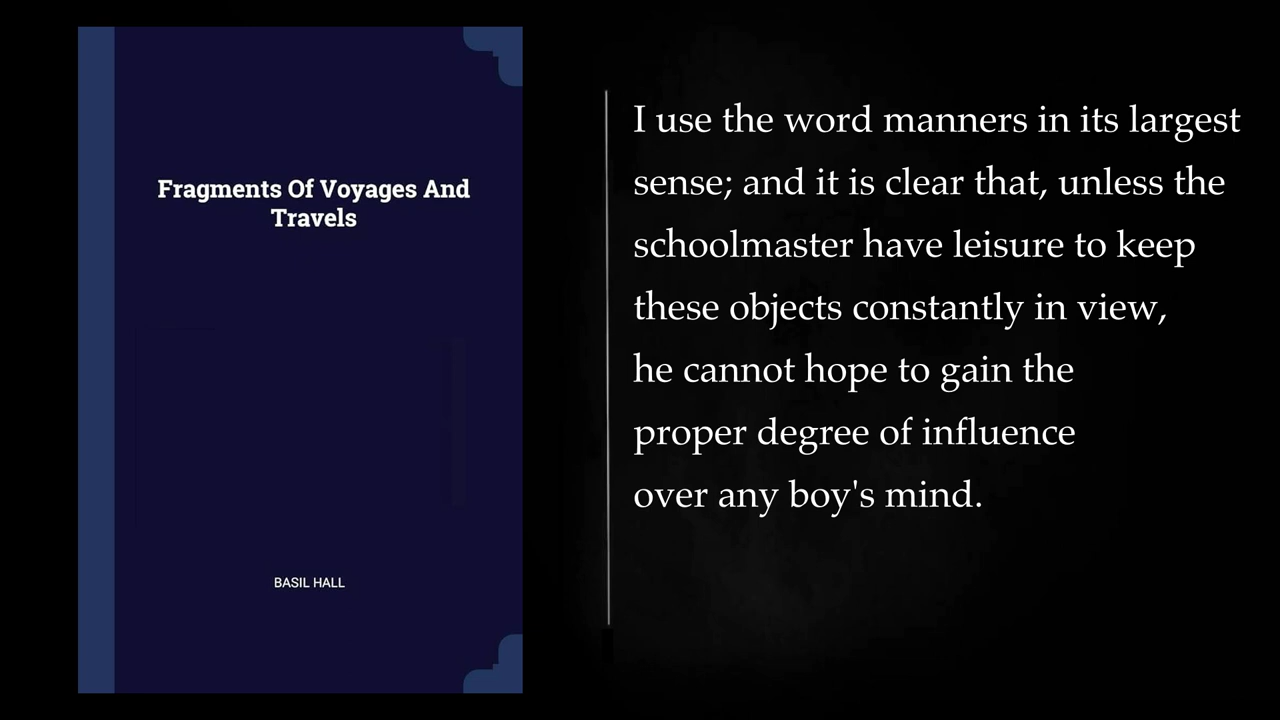 Fragments Of Voyages And
Travels
BASIL HALL
I use the word manners in its largest
sense; and it is clear that, unless the
schoolmaster have leisure to keep
these objects constantly in view,
he cannot hope to gain the
proper degree of influence
over any boy's mind.